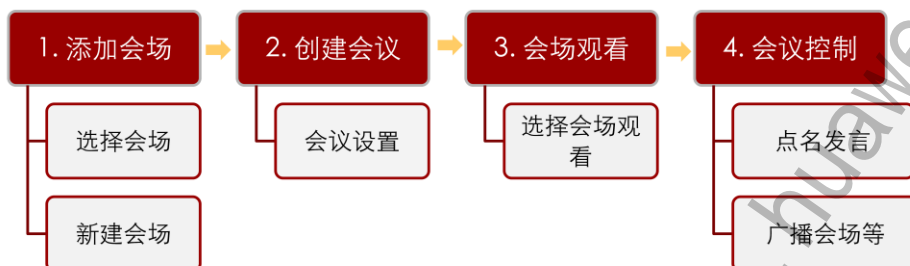 1. 添加会场
2. 创建会议
3. 会场观看
4. 会议控制
选择会场
会议设置
选择会场观
看
点名发言
新建会场
广播会场等
huawe